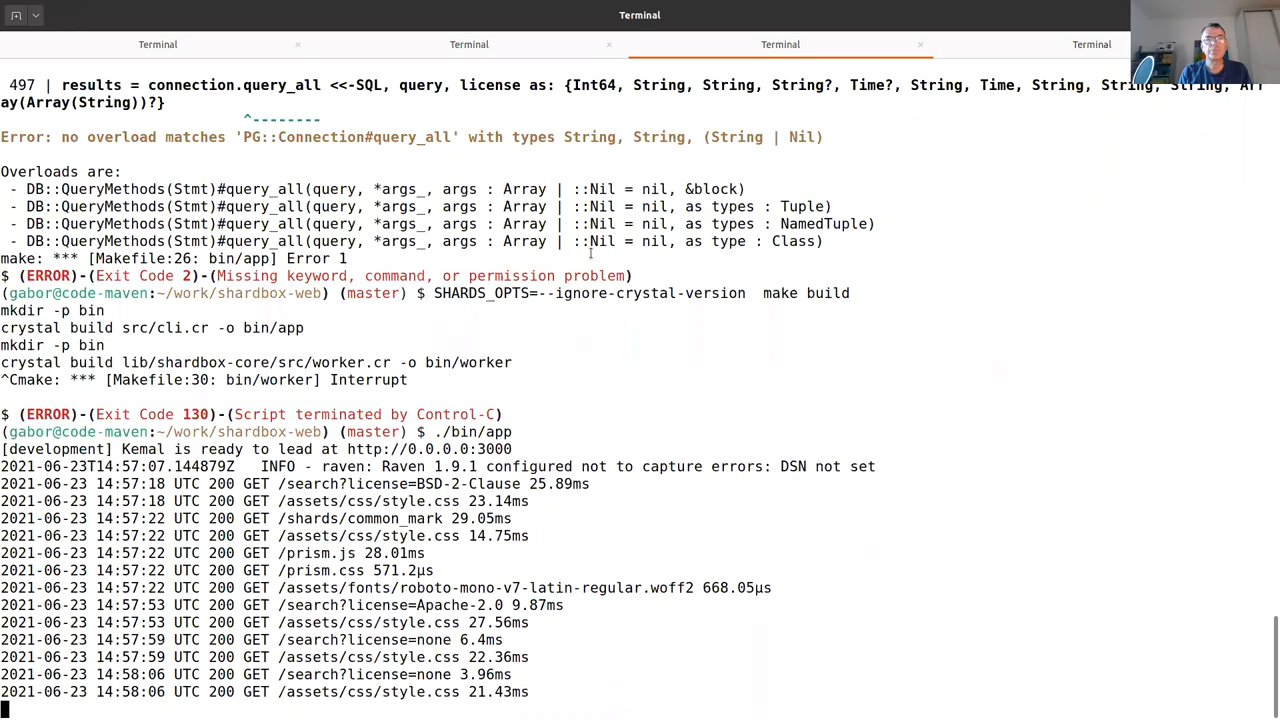 Terminal
Terminal × Terminal × Terminal × Terminal
497 | results = connection.query_all <<-SQL, query, license as: {Int64, String, String, String?, Time?, String, Time, String, String, String, Arr
ay(Array(String))?}
^--------
Error: no overload matches 'PG::Connection#query_all' with types String, String, (String | Nil)
Overloads are:
- DB::QueryMethods(Stmt)#query_all(query, *args_, args : Array | ::Nil = nil, &block)
- DB::QueryMethods(Stmt)#query_all(query, *args_, args : Array | ::Nil = nil, as types : Tuple)
- DB::QueryMethods(Stmt)#query_all(query, *args_, args : Array | ::Nil = nil, as types : NamedTuple)
- DB::QueryMethods(Stmt)#query_all(query, *args_, args : Array | ::Nil = nil, as type : Class)
make: *** [Makefile:26: bin/app] Error 1
$ (ERROR)-(Exit Code 2)-(Missing keyword, command, or permission problem)
(gabor@code-maven:~/work/shardbox-web) (master) $ SHARDS_OPTS=--ignore-crystal-version  make build
mkdir -p bin
crystal build src/cli.cr -o bin/app
mkdir -p bin
crystal build lib/shardbox-core/src/worker.cr -o bin/worker
^Cmake: *** [Makefile:30: bin/worker] Interrupt
$ (ERROR)-(Exit Code 130)-(Script terminated by Control-C)
(gabor@code-maven:~/work/shardbox-web) (master) $ ./bin/app
[development] Kemal is ready to lead at http://0.0.0.0:3000
2021-06-23T14:57:07.144879Z   INFO - raven: Raven 1.9.1 configured not to capture errors: DSN not set
2021-06-23 14:57:18 UTC 200 GET /search?license=BSD-2-Clause 25.89ms
2021-06-23 14:57:18 UTC 200 GET /assets/css/style.css 23.14ms
2021-06-23 14:57:22 UTC 200 GET /shards/common_mark 29.05ms
2021-06-23 14:57:22 UTC 200 GET /assets/css/style.css 14.75ms
2021-06-23 14:57:22 UTC 200 GET /prism.js 28.01ms
2021-06-23 14:57:22 UTC 200 GET /prism.css 571.2µs
2021-06-23 14:57:22 UTC 200 GET /assets/fonts/roboto-mono-v7-latin-regular.woff2 668.05µs
2021-06-23 14:57:53 UTC 200 GET /search?license=Apache-2.0 9.87ms
2021-06-23 14:57:53 UTC 200 GET /assets/css/style.css 27.56ms
2021-06-23 14:57:59 UTC 200 GET /search?license=none 6.4ms
2021-06-23 14:57:59 UTC 200 GET /assets/css/style.css 22.36ms
2021-06-23 14:58:06 UTC 200 GET /search?license=none 3.96ms
2021-06-23 14:58:06 UTC 200 GET /assets/css/style.css 21.43ms